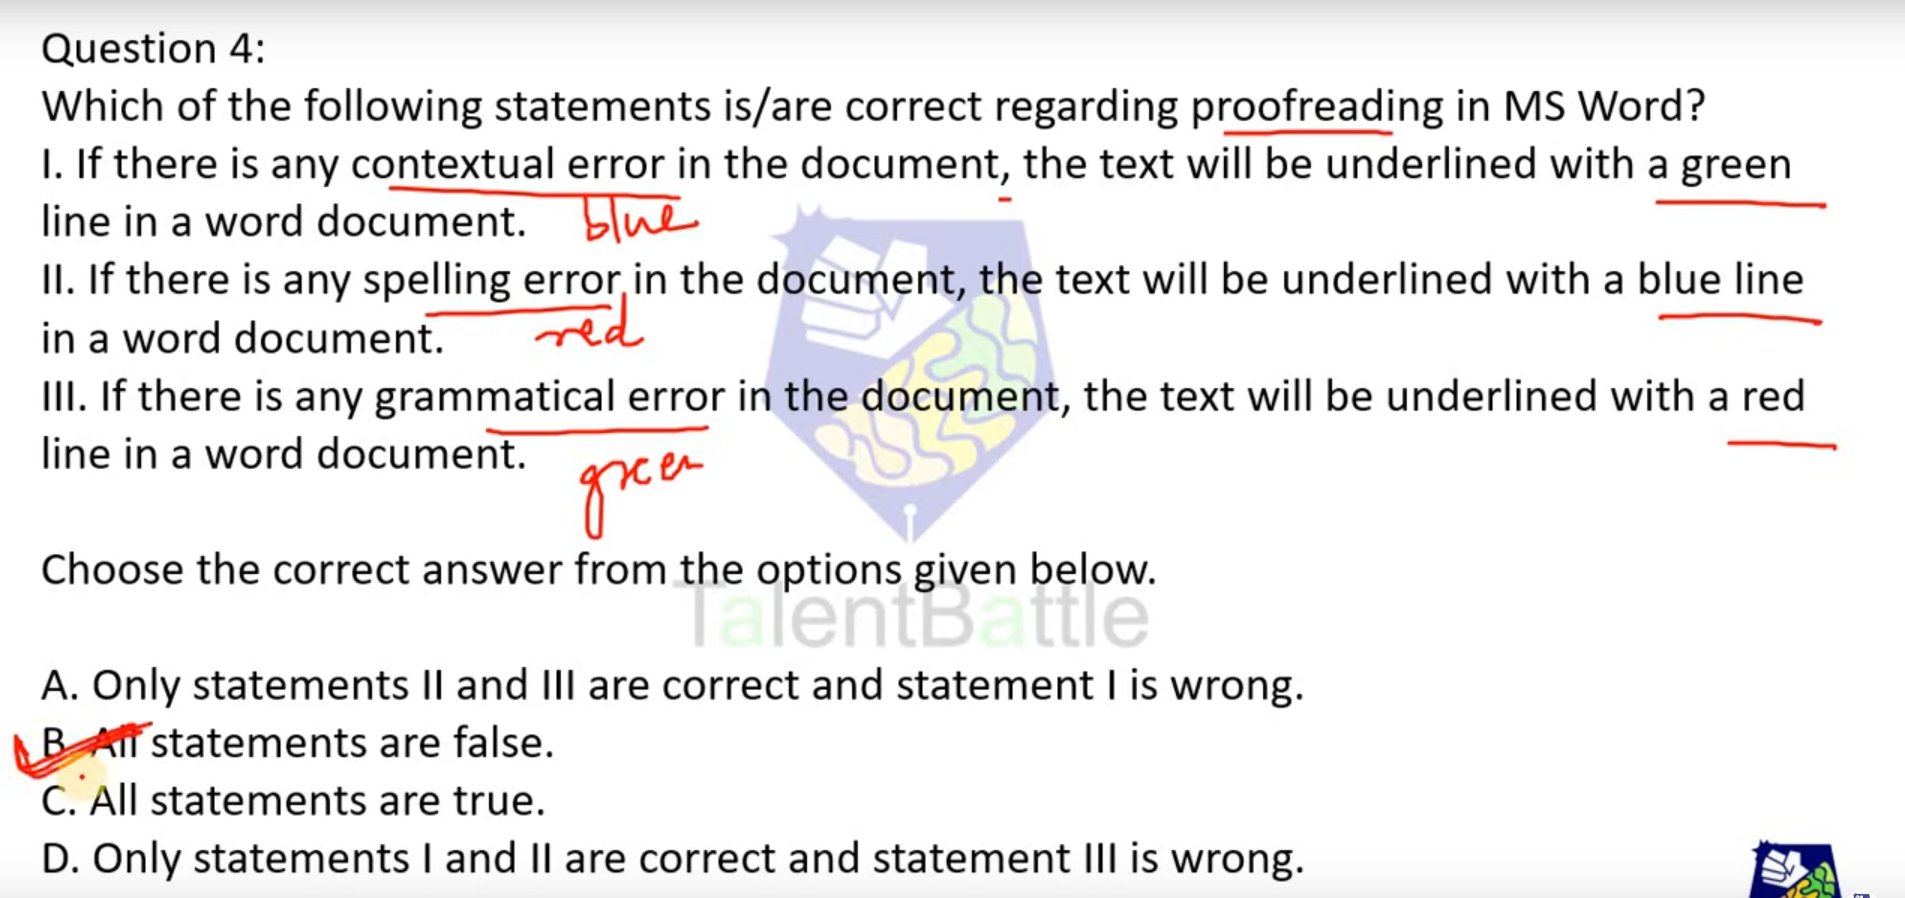 Question 4:
Which of the following statements is/are correct regarding proofreading in MS Word?
I. If there is any contextual error in the document, the text will be underlined with a green
line in a word document. blue
II. If there is any spelling error in the document, the text will be underlined with a blue line
in a word document. red
III. If there is any grammatical error in the document, the text will be underlined with a red
line in a word document.
green
Choose the correct answer from the options given below.
TalentBattle
A. Only statements II and III are correct and statement I is wrong.
B. All statements are false.
C. All statements are true.
D. Only statements I and II are correct and statement III is wrong.